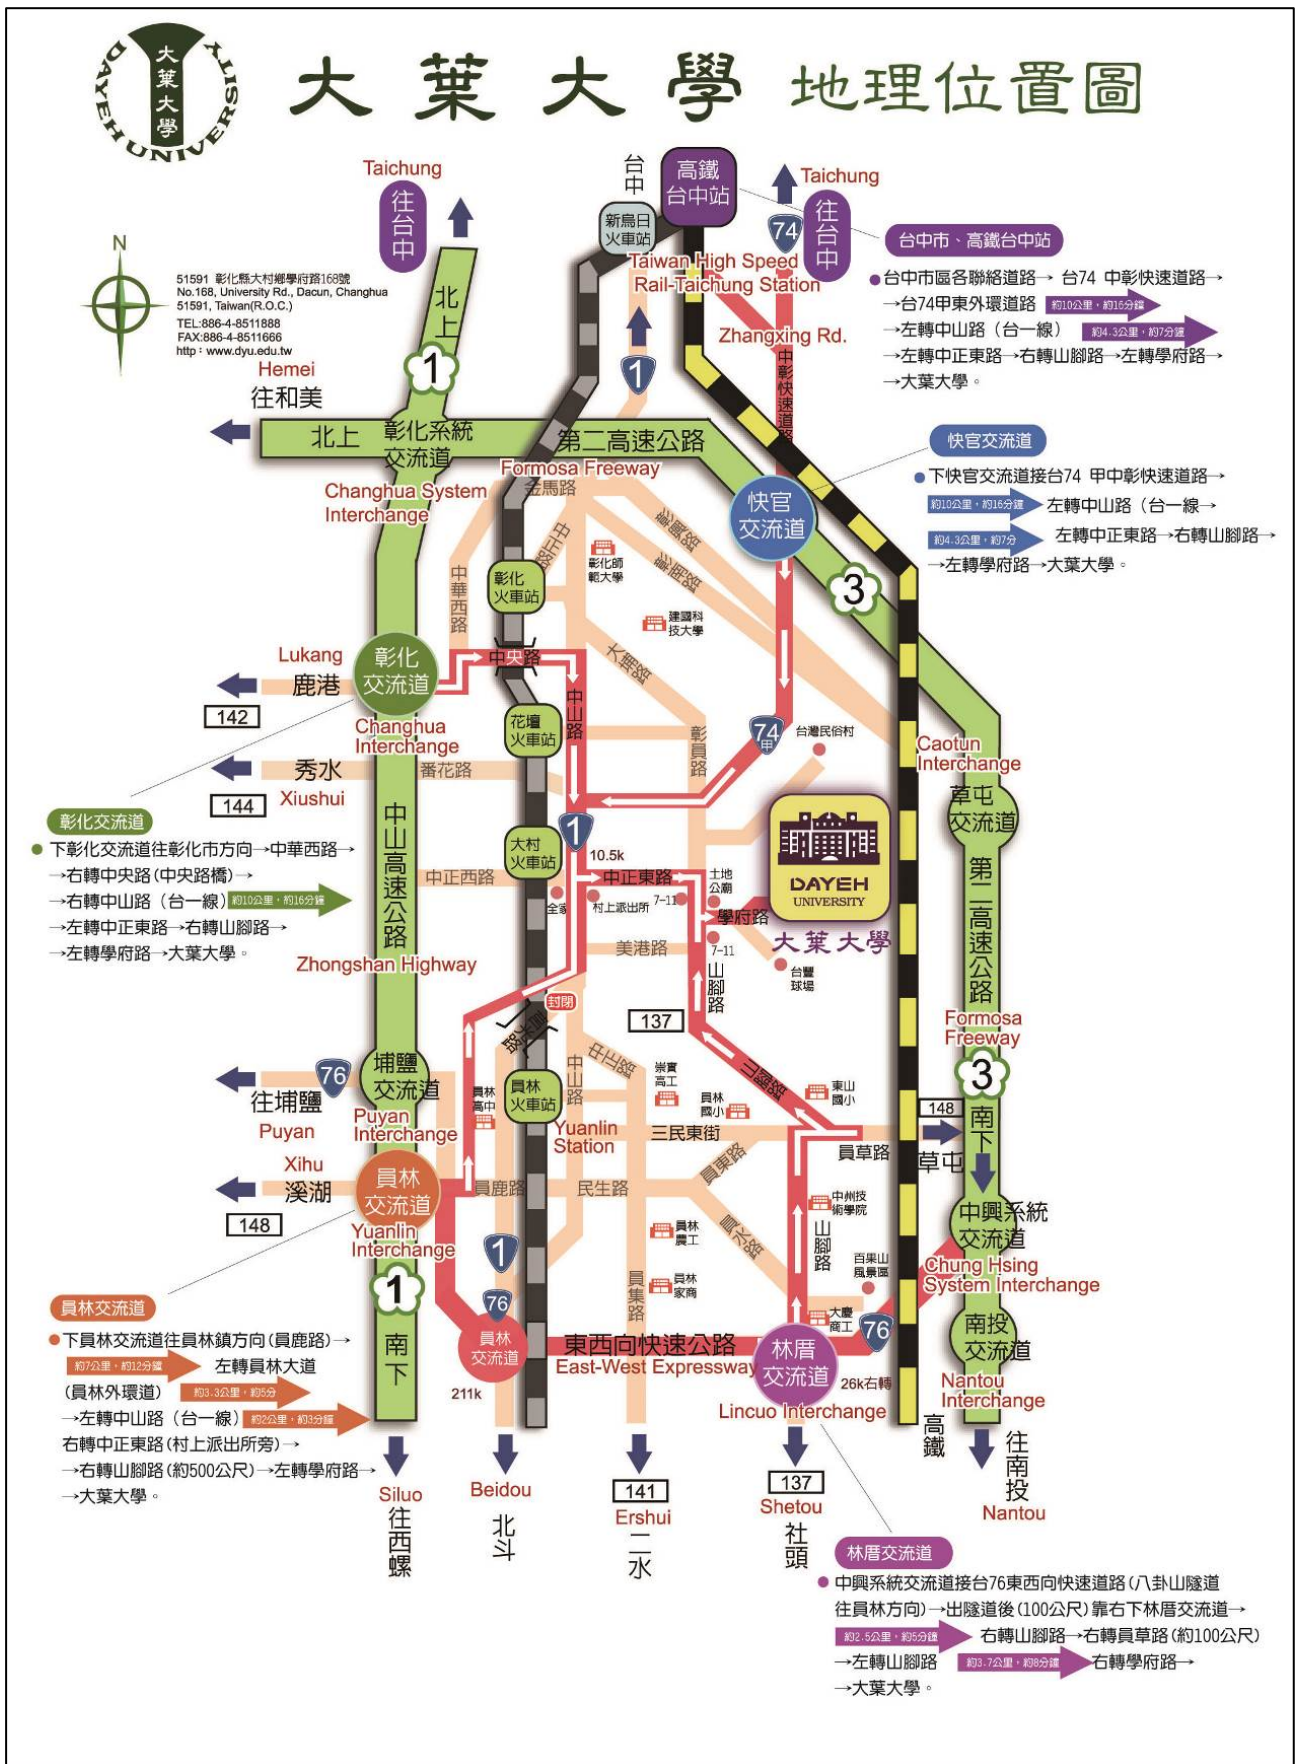 大葉大學 地理位置圖
大葉大學
DAYEH UNIVERSITY
N
51591 彰化縣大村鄉學府路168號
No.168, University Rd., Dacun, Changhua
51591, Taiwan(R.O.C.)
TEL:886-4-8511888
FAX:886-4-8511666
http：www.dyu.edu.tw
Taichung
往台中
台中
高鐵
台中站
新烏日
火車站
74
Taichung
往台中
Taiwan High Speed
Rail-Taichung Station
Zhangxing Rd.
中彰快速道路
台中市、高鐵台中站
台中市區各聯絡道路→ 台74 中彰快速道路→
→台74甲東外環道路 約10公里，約16分鐘
→左轉中山路（台一線） 約4.3公里，約7分鐘
→左轉中正東路→右轉山腳路→左轉學府路→
→大葉大學。
北上
1
1
Hemei
往和美
北上
彰化系統
交流道
第二高速公路
Formosa Freeway
Changhua System
Interchange
金馬路
快官交流道
下快官交流道接台74 甲中彰快速道路→
約10公里，約16分鐘 左轉中山路（台一線→
約4.3公里，約7分 左轉中正東路→右轉山腳路→
→左轉學府路→大葉大學。
快官
交流道
中正路
彰化師
範大學
彰南路
中華西路
彰化
火車站
建國科
技大學
3
大埔路
Lukang
鹿港
142
彰化
交流道
中央路
Changhua
Interchange
中山路
花壇
火車站
彰員路
74
甲
台灣民俗村
Caotun
Interchange
草屯
交流道
秀水
Xiushui
144
番花路
中山高速公路
彰化交流道
下彰化交流道往彰化市方向→中華西路→
→右轉中央路(中央路橋)→
→右轉中山路（台一線）約10公里，約16分鐘
→左轉中正東路→右轉山腳路→
→左轉學府路→大葉大學。
1
大村
火車站
10.5k
中正西路
中正東路
全家
村上派出所
7-11
土地
公廟
學府路
DAYEH
UNIVERSITY
大葉大學
第二高速公路
美港路
7-11
山腳路
台豐
球場
Zhongshan Highway
封閉
137
Formosa
Freeway
3
南下
76
往埔鹽
Puyan
埔鹽
交流道
Puyan
Interchange
員林
高中
員林
火車站
中山路
中正路
Yuanlin
Station
崇實
高工
員林
國小
山腳路
東山
國小
三民東街
員東路
員草路
148
草屯
Xihu
溪湖
148
員林
交流道
Yuanlin
Interchange
員鹿路
民生路
員水路
中州技
術學院
山腳路
員林
農工
員林
家商
員集路
百果山
風景區
大慶
商工
中興系統
交流道
Chung Hsing
System Interchange
1
南下
1
76
76
員林
交流道
211k
東西向快速公路
East-West Expressway
林厝
交流道
26k右轉
Lincuo Interchange
南投
交流道
Nantou
Interchange
高鐵
往南投
Nantou
員林交流道
下員林交流道往員林鎮方向(員鹿路)→
約7公里，約12分鐘 左轉員林大道
(員林外環道) 約3.3公里，約5分
→左轉中山路（台一線）約2公里，約3分鐘
右轉中正東路(村上派出所旁)→
→右轉山腳路(約500公尺)→左轉學府路→
→大葉大學。
Siluo
往西螺
Beidou
北斗
141
Ershui
二水
137
Shetou
社頭
林厝交流道
中興系統交流道接台76東西向快速道路(八卦山隧道
往員林方向)→出隧道後(100公尺)靠右下林厝交流道→
約2.5公里，約5分鐘 右轉山腳路→右轉員草路(約100公尺)
→左轉山腳路 約3.7公里，約8分鐘 右轉學府路→
→大葉大學。